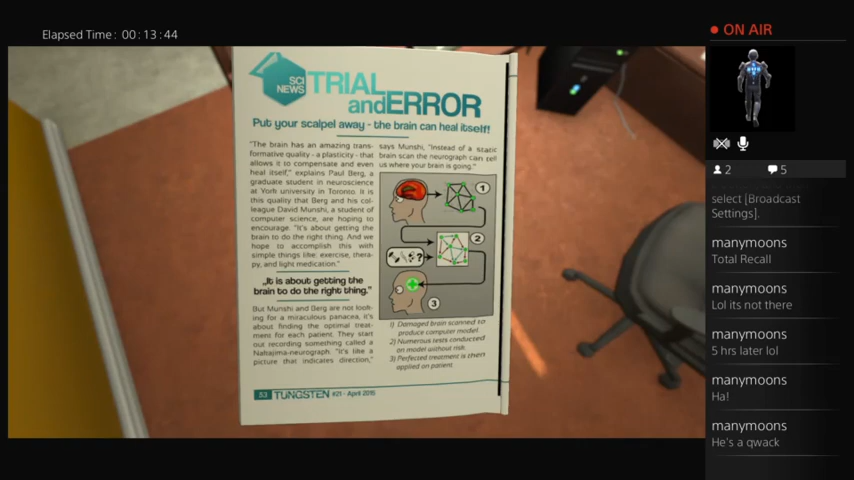 Elapsed Time : 00 : 13 : 44
SCI
NEWS
TRIAL
andERROR
Put your scalpel away - the brain can heal itself!
"The brain has an amazing trans-
formative quality - a plasticity - that
allows it to compensate and even
heal itself," explains Paul Berg, a
graduate student in neuroscience
at York university in Toronto. It is
this quality that Berg and his col-
league David Munshi, a student of
computer science, are hoping to
encourage. "It's about getting the
brain to do the right thing. And we
hope to accomplish this with
simple things like: exercise, thera-
py, and light medication."
„It is about getting the
brain to do the right thing."
But Munshi and Berg are not look-
ing for a miraculous panacea, it's
about finding the optimal treat-
ment for each patient. They start
out recording something called a
Natsajima-neurograph. "It's like a
picture that indicates direction,"
says Munshi, "Instead of a static
brain scan the neurograph can tell
us where your brain is going."
1
2
?
3
1) Damaged brain scanned to
produce computer model.
2) Numerous tests conducted
on model without risk.
3) Perfected treatment is then
applied on patient.
53 TUNGSTEN #21 - April 2015
ON AIR
2
5
select [Broadcast
Settings].
manymoons
Total Recall
manymoons
Lol its not there
manymoons
5 hrs later lol
manymoons
Ha!
manymoons
He's a qwack